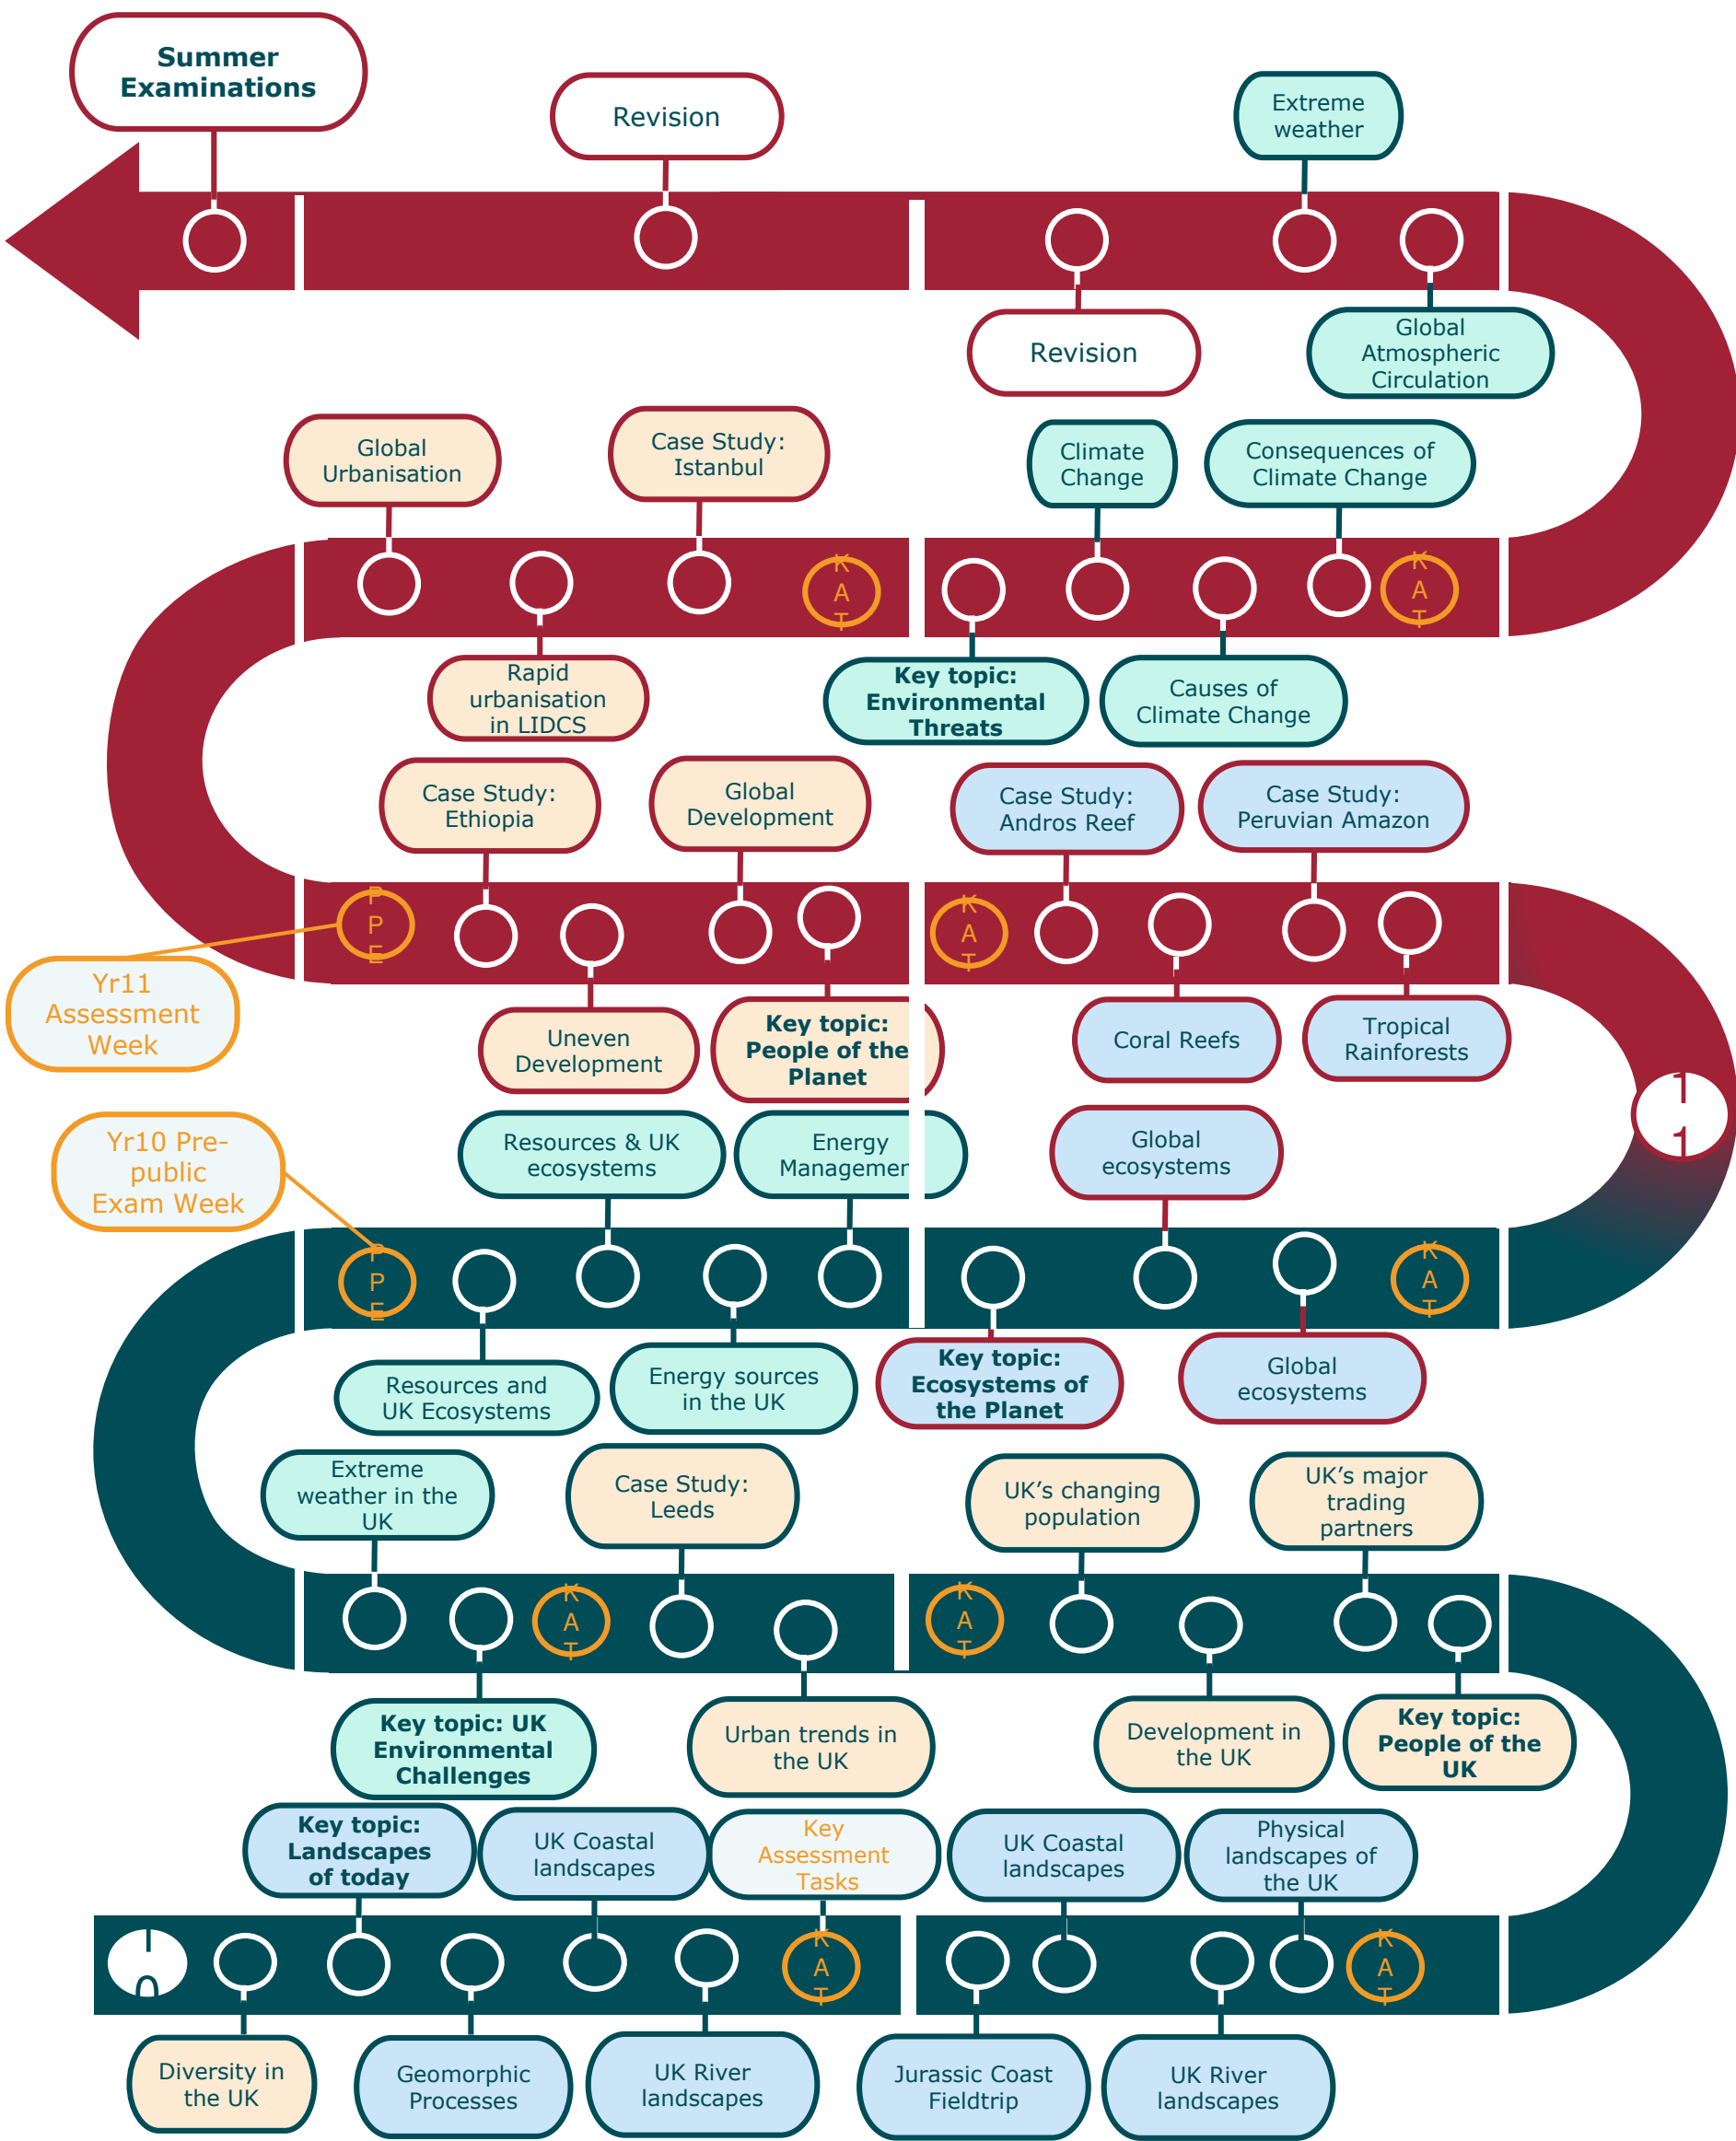 Summer
Examinations
Revision
Extreme
weather
Revision
Global
Atmospheric
Circulation
Global
Urbanisation
Case Study:
Istanbul
Climate
Change
Consequences of
Climate Change
K
A
T
K
A
T
Rapid
urbanisation
in LIDCS
Key topic:
Environmental
Threats
Causes of
Climate Change
Case Study:
Ethiopia
Global
Development
Case Study:
Andros Reef
Case Study:
Peruvian Amazon
P
P
E
K
A
T
Yr11
Assessment
Week
Uneven
Development
Key topic:
People of the
Planet
Coral Reefs
Tropical
Rainforests
11
Yr10 Pre-
public
Exam Week
Resources & UK
ecosystems
Energy
Managemen
Global
ecosystems
P
P
E
K
A
T
Resources and
UK Ecosystems
Energy sources
in the UK
Key topic:
Ecosystems of
the Planet
Global
ecosystems
Extreme
weather in the
UK
Case Study:
Leeds
UK’s changing
population
UK’s major
trading
partners
K
A
T
K
A
T
Key topic: UK
Environmental
Challenges
Urban trends in
the UK
Development in
the UK
Key topic:
People of the
UK
Key topic:
Landscapes
of today
UK Coastal
landscapes
Key
Assessment
Tasks
UK Coastal
landscapes
Physical
landscapes of
the UK
10
K
A
T
K
A
T
Diversity in
the UK
Geomorphic
Processes
UK River
landscapes
Jurassic Coast
Fieldtrip
UK River
landscapes